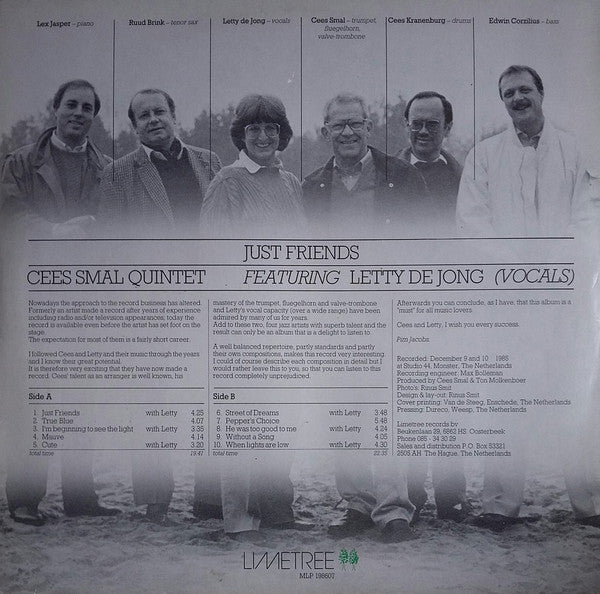 Lex Jasper – piano
Ruud Brink – tenor sax
Letty de Jong – vocals
Cees Smal – trumpet,
fluegelhorn,
valve-trombone
Cees Kranenburg – drums
Edwin Corzilius – bass
JUST FRIENDS
CEES SMAL QUINTET FEATURING LETTY DE JONG (VOCALS)
Nowadays the approach to the record business has altered.
Formerly an artist made a record after years of experience
including radio and/or television appearances; today the
record is available even before the artist has set foot on the
stage.
The expectation for most of them is a fairly short career.
I followed Cees and Letty and their music through the years
and I know their great potential.
It is therefore very exciting that they have now made a
record. Cees' talent as an arranger is well known, his
mastery of the trumpet, fluegelhorn and valve-trombone
and Letty's vocal capacity (over a wide range) have been
admired by many of us for years.
Add to these two, four jazz artists with superb talent and the
result can only be an album that is a delight to listen to.
A well balanced repertoire, partly standards and partly
their own compositions, makes this record very interesting.
I could of course describe each composition in detail but I
would rather leave this to you, so that you can listen to this
record completely unprejudiced.
Afterwards you can conclude, as I have, that this album is a
"must" for all music lovers.
Cees and Letty, I wish you every success.
Pim Jacobs.
Recorded: December 9 and 10 1985
at Studio 44, Monster, The Netherlands
Recording engineer: Max Bolleman
Produced by Cees Smal & Ton Molkenboer
Photo's: Rinus Smit
Design & lay-out: Rinus Smit
Cover printing: Van de Steeg, Enschede, The Netherlands
Pressing: Dureco, Weesp, The Netherlands
Limetree records by
Beukenlaan 29, 6862 HS Oosterbeek
Phone 085 - 34 30 29
Sales and distribution P.O. Box 53321
2505 AH The Hague, The Netherlands
Side A
1. Just Friends with Letty 4.25
2. True Blue 4.07
3. I'm beginning to see the light with Letty 3.35
4. Mauve 4.14
5. Cute with Letty 3.20
total time 19.41
Side B
6. Street of Dreams with Letty 3.48
7. Pepper's Choice 5.48
8. He was too good to me with Letty 4.24
9. Without a Song 4.05
10. When lights are low with Letty 4.30
total time 22.35
LIMETREE
MLP 198607